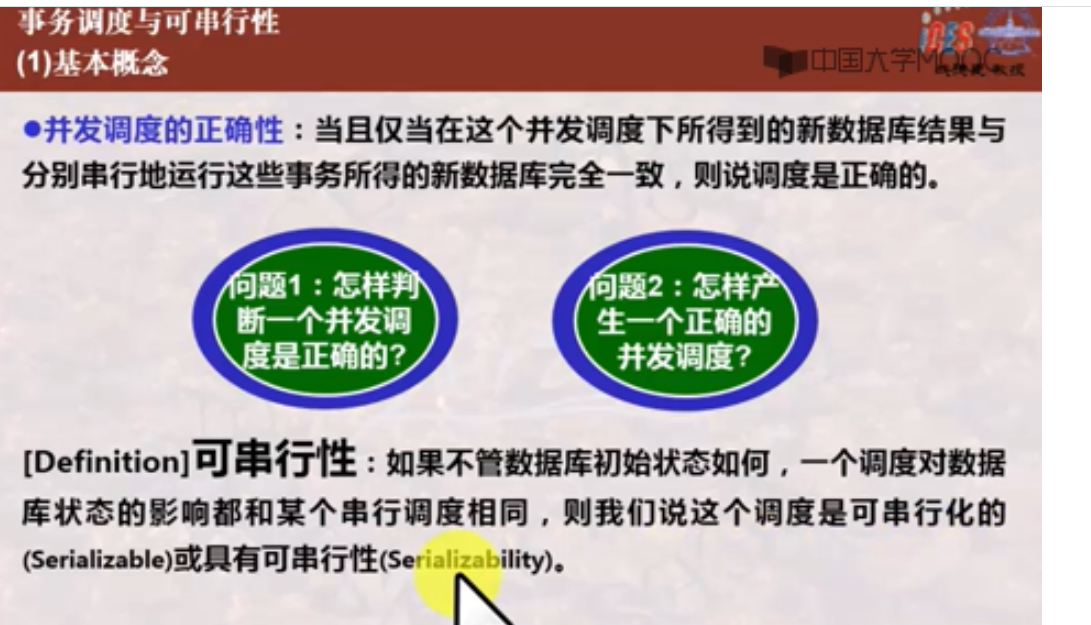 事务调度与可串行性
(1)基本概念
中国大学MOOC
●并发调度的正确性：当且仅当在这个并发调度下所得到的新数据库结果与
分别串行地运行这些事务所得的新数据库完全一致，则说调度是正确的。
问题1：怎样判
断一个并发调
度是正确的?
问题2：怎样产
生一个正确的
并发调度?
[Definition]可串行性：如果不管数据库初始状态如何，一个调度对数据
库状态的影响都和某个串行调度相同，则我们说这个调度是可串行化的
(Serializable)或具有可串行性(Serializability)。